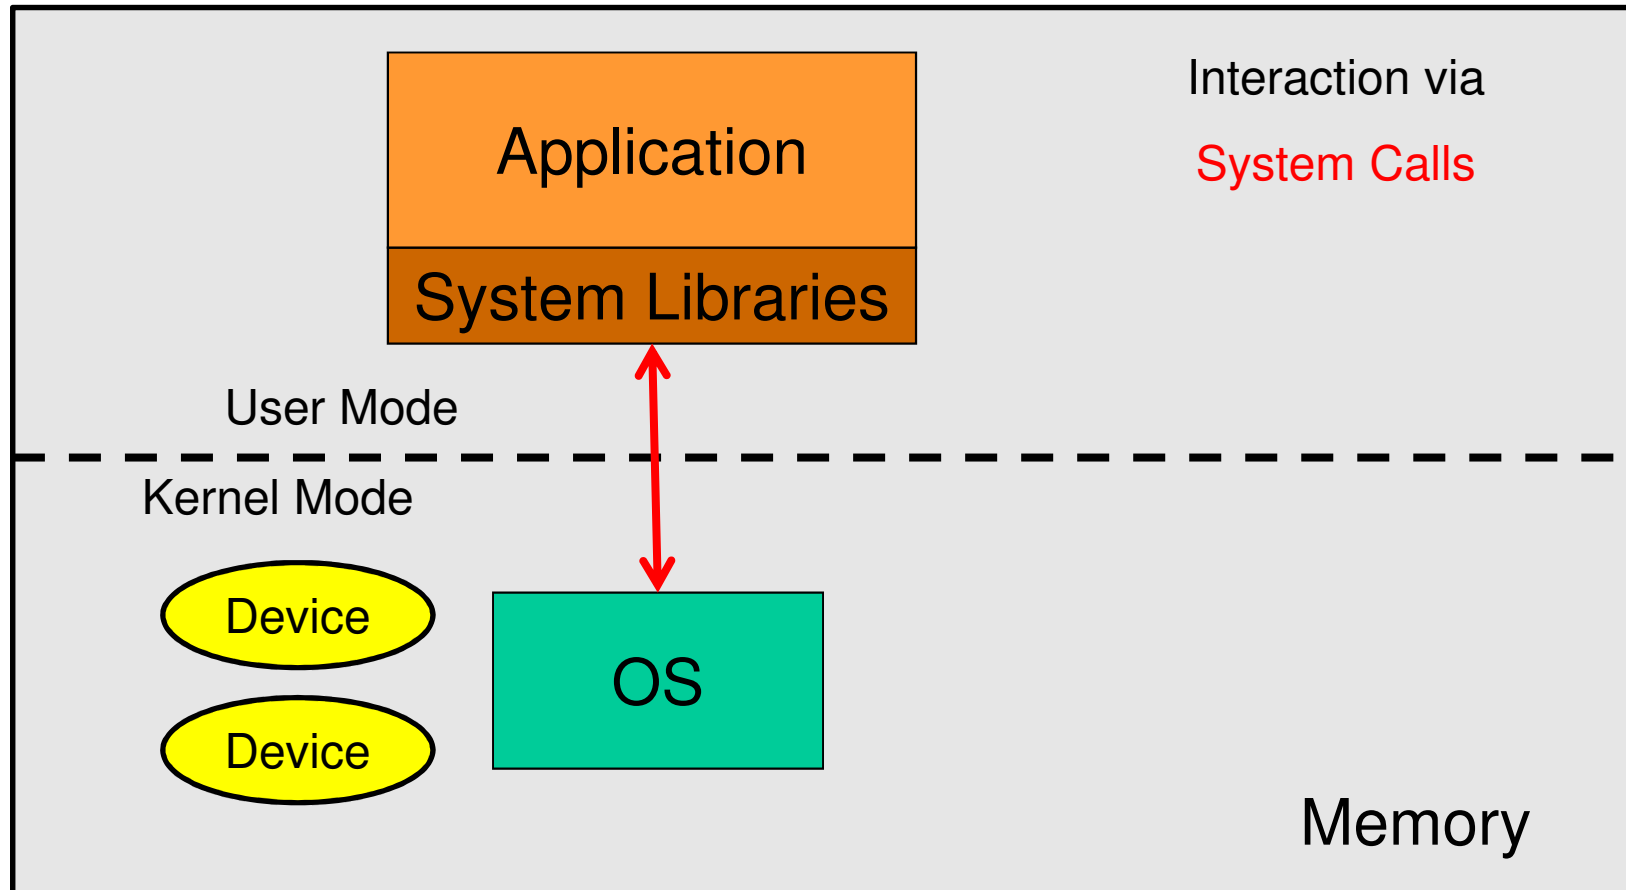 Application
Interaction via
System Calls
System Libraries
User Mode
Kernel Mode
Device
OS
Device
Memory